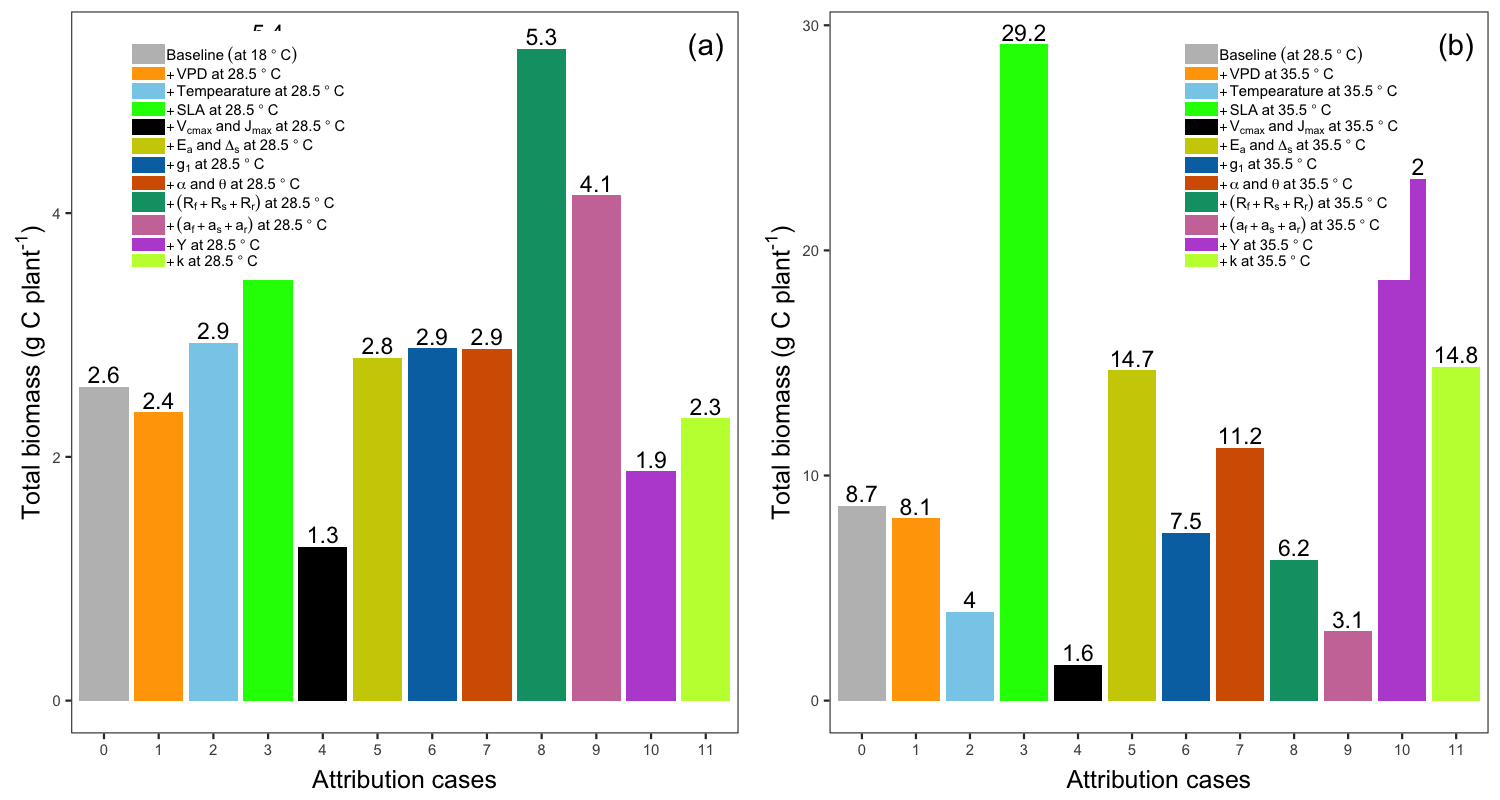 (a)
5.3
Baseline (at 18 ° C)
+ VPD at 28.5 ° C
+ Tempearature at 28.5 ° C
+ SLA at 28.5 ° C
+ Vcmax and Jmax at 28.5 ° C
+ Ea and Δs at 28.5 ° C
+ g1 at 28.5 ° C
+ α and θ at 28.5 ° C
+ (Rf + Rs + Rr) at 28.5 ° C
+ (af + as + ar) at 28.5 ° C
+ Y at 28.5 ° C
+ k at 28.5 ° C
4.1
2.9
2.8
2.9
2.9
2.6
2.4
2.3
1.9
1.3
4
2
0
Total biomass (g C plant-1)
0 1 2 3 4 5 6 7 8 9 10 11
Attribution cases
(b)
29.2
Baseline (at 28.5 ° C)
+ VPD at 35.5 ° C
+ Tempearature at 35.5 ° C
+ SLA at 35.5 ° C
+ Vcmax and Jmax at 35.5 ° C
+ Ea and Δs at 35.5 ° C
+ g1 at 35.5 ° C
+ α and θ at 35.5 ° C
+ (Rf + Rs + Rr) at 35.5 ° C
+ (af + as + ar) at 35.5 ° C
+ Y at 35.5 ° C
+ k at 35.5 ° C
2
14.7
14.8
11.2
8.7
8.1
7.5
6.2
4
3.1
1.6
30
20
10
0
Total biomass (g C plant-1)
0 1 2 3 4 5 6 7 8 9 10 11
Attribution cases